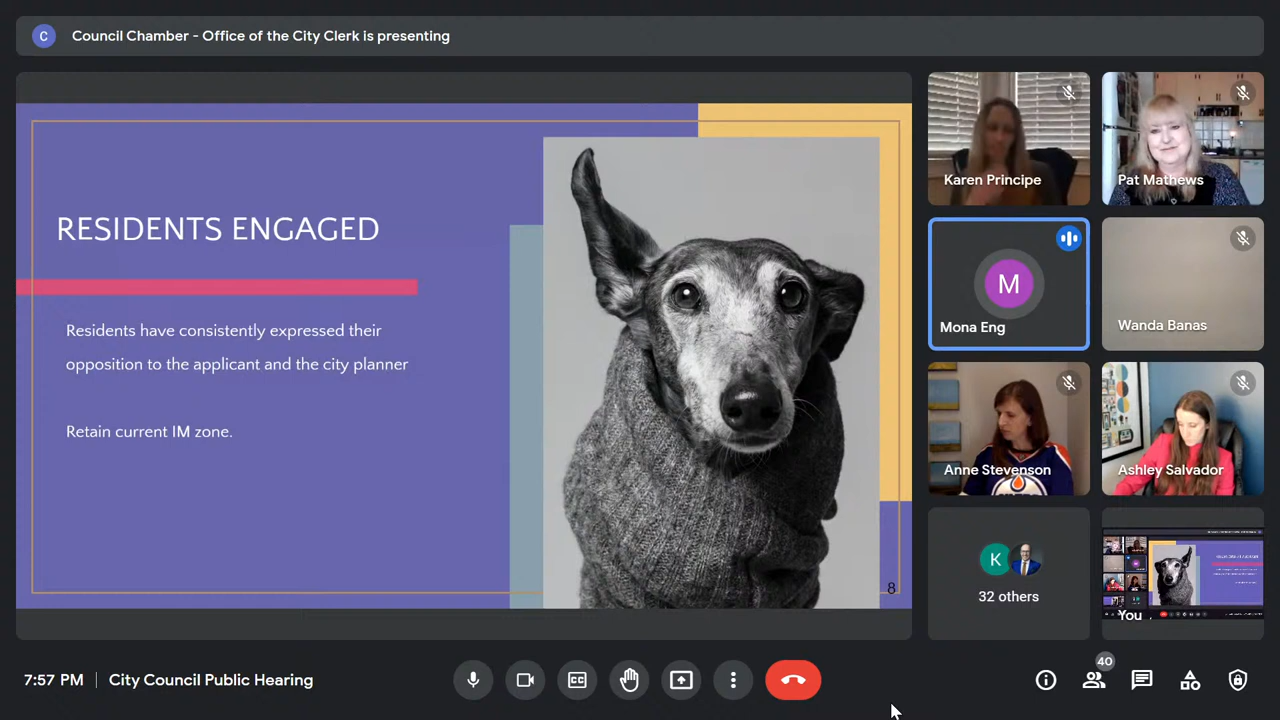 C
Council Chamber - Office of the City Clerk is presenting
RESIDENTS ENGAGED
Residents have consistently expressed their
opposition to the applicant and the city planner
Retain current IM zone.
8
Karen Principe
Pat Mathews
M
Mona Eng
Wanda Banas
Anne Stevenson
Ashley Salvador
K
32 others
You
7:57 PM
City Council Public Hearing
CC
40